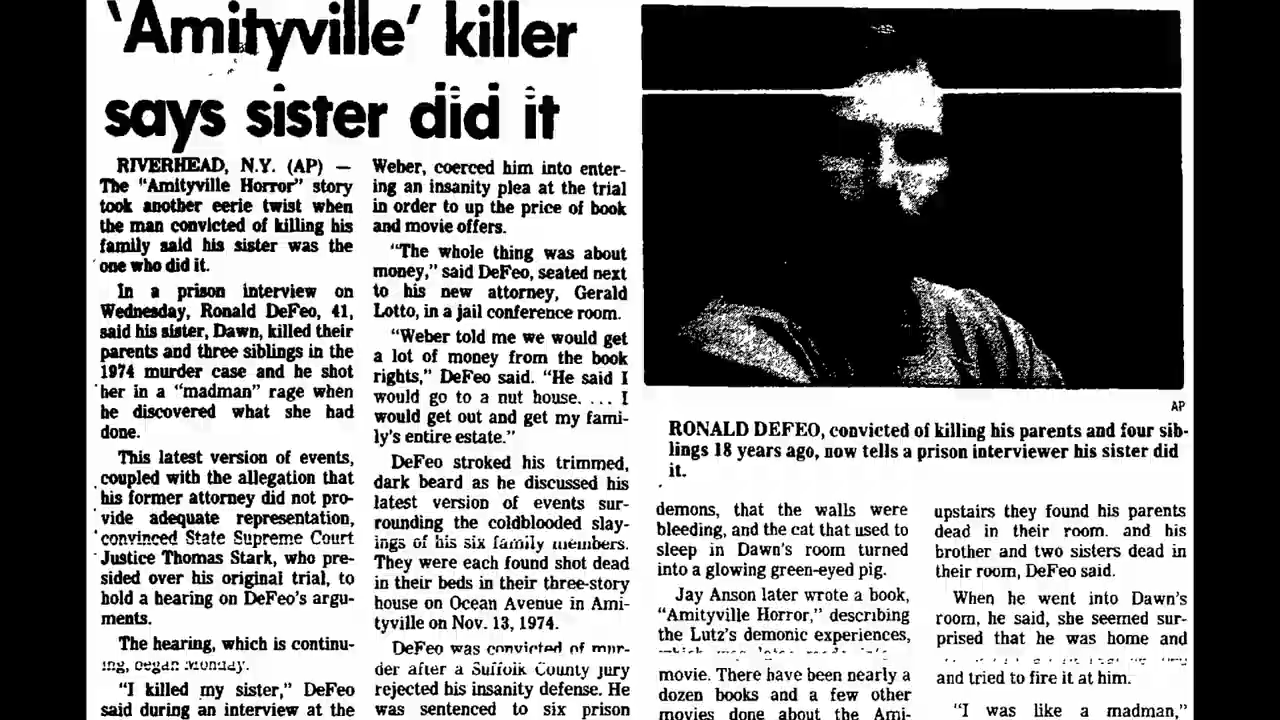 ‘Amityville’ killer
says sister did it
RIVERHEAD, N.Y. (AP) —
The “Amityville Horror” story
took another eerie twist when
the man convicted of killing his
family said his sister was the
one who did it.
In a prison interview on
Wednesday, Ronald DeFeo, 41,
said his sister, Dawn, killed their
parents and three siblings in the
1974 murder case and he shot
her in a “madman” rage when
he discovered what she had
done.
This latest version of events,
coupled with the allegation that
his former attorney did not pro-
vide adequate representation,
convinced State Supreme Court
Justice Thomas Stark, who pre-
sided over his original trial, to
hold a hearing on DeFeo’s argu-
ments.
The hearing, which is continu-
ing, began Monday.
“I killed my sister,” DeFeo
said during an interview at the
Weber, coerced him into enter-
ing an insanity plea at the trial
in order to up the price of book
and movie offers.
“The whole thing was about
money,” said DeFeo, seated next
to his new attorney, Gerald
Lotto, in a jail conference room.
“Weber told me we would get
a lot of money from the book
rights,” DeFeo said. “He said I
would go to a nut house. ... I
would get out and get my fami-
ly’s entire estate.”
DeFeo stroked his trimmed,
dark beard as he discussed his
latest version of events sur-
rounding the coldblooded slay-
ings of his six family members.
They were each found shot dead
in their beds in their three-story
house on Ocean Avenue in Ami-
tyville on Nov. 13, 1974.
DeFeo was convicted of mur-
der after a Suffolk County jury
rejected his insanity defense. He
was sentenced to six prison
AP
RONALD DEFEO, convicted of killing his parents and four sib-
lings 18 years ago, now tells a prison interviewer his sister did
it.
demons, that the walls were
bleeding, and the cat that used to
sleep in Dawn’s room turned
into a glowing green-eyed pig.
Jay Anson later wrote a book,
“Amityville Horror,” describing
the Lutz’s demonic experiences,
movie. There have been nearly a
dozen books and a few other
movies done about the Ami-
upstairs they found his parents
dead in their room. and his
brother and two sisters dead in
their room, DeFeo said.
When he went into Dawn’s
room, he said, she seemed sur-
prised that he was home and
and tried to fire it at him.
“I was like a madman,”